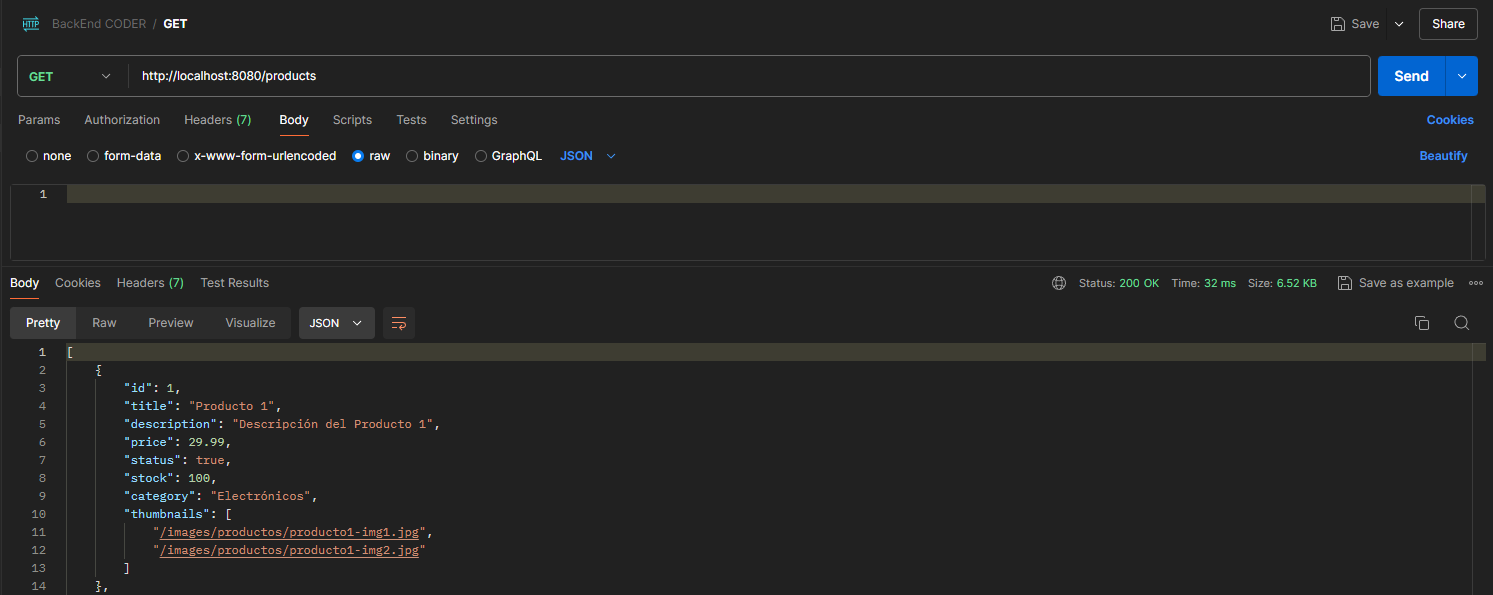 HTTP BackEnd CODER / GET Save Share
GET http://localhost:8080/products Send
Params Authorization Headers (7) Body Scripts Tests Settings Cookies
none form-data x-www-form-urlencoded raw binary GraphQL JSON Beautify
1
Body Cookies Headers (7) Test Results Status: 200 OK Time: 32 ms Size: 6.52 KB Save as example
Pretty Raw Preview Visualize JSON
1 [
2 {
3 "id": 1,
4 "title": "Producto 1",
5 "description": "Descripción del Producto 1",
6 "price": 29.99,
7 "status": true,
8 "stock": 100,
9 "category": "Electrónicos",
10 "thumbnails": [
11 "/images/productos/producto1-img1.jpg",
12 "/images/productos/producto1-img2.jpg"
13 ]
14 },